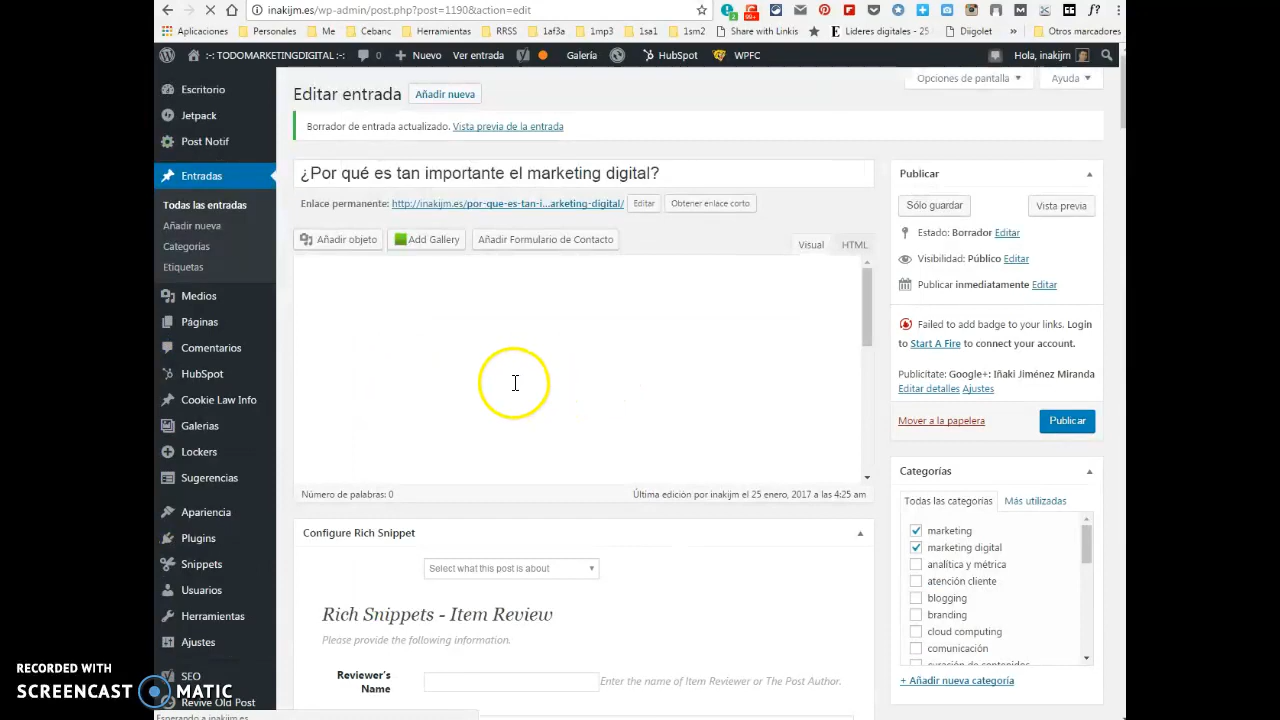 inakijm.es/wp-admin/post.php?post=1190&action=edit
Aplicaciones Personales Me Cebanc Herramientas RRSS 1af3a 1mp3 1sa1 1sm2 Share with Linkis Líderes digitales - 25 Diigolet » Otros marcadores
:-: TODOMARKETINGDIGITAL :-: 0 Nuevo Ver entrada Galería HubSpot WPFC Hola, inakijm
Opciones de pantalla Ayuda
Escritorio
Jetpack
Post Notif
Entradas
Todas las entradas
Añadir nueva
Categorías
Etiquetas
Medios
Páginas
Comentarios
HubSpot
Cookie Law Info
Galerias
Lockers
Sugerencias
Apariencia
Plugins
Snippets
Usuarios
Herramientas
Ajustes
SEO
Revive Old Post
Editar entrada Añadir nueva
Borrador de entrada actualizado. Vista previa de la entrada
¿Por qué es tan importante el marketing digital?
Enlace permanente: http://inakijm.es/por-que-es-tan-i...arketing-digital/ Editar Obtener enlace corto
Añadir objeto Add Gallery Añadir Formulario de Contacto Visual HTML
Número de palabras: 0 Última edición por inakijm el 25 enero, 2017 a las 4:25 am
Configure Rich Snippet
Select what this post is about
Rich Snippets - Item Review
Please provide the following information.
Reviewer's
Name
Enter the name of Item Reviewer or The Post Author.
Publicar
Sólo guardar Vista previa
Estado: Borrador Editar
Visibilidad: Público Editar
Publicar inmediatamente Editar
Failed to add badge to your links. Login
to Start A Fire to connect your account.
Publicitate: Google+: Iñaki Jiménez Miranda
Editar detalles Ajustes
Mover a la papelera Publicar
Categorías
Todas las categorías Más utilizadas
marketing
marketing digital
analítica y métrica
atención cliente
blogging
branding
cloud computing
comunicación
curación de contenidos
+ Añadir nueva categoría
Esperando a inakijm.es
RECORDED WITH
SCREENCAST MATIC